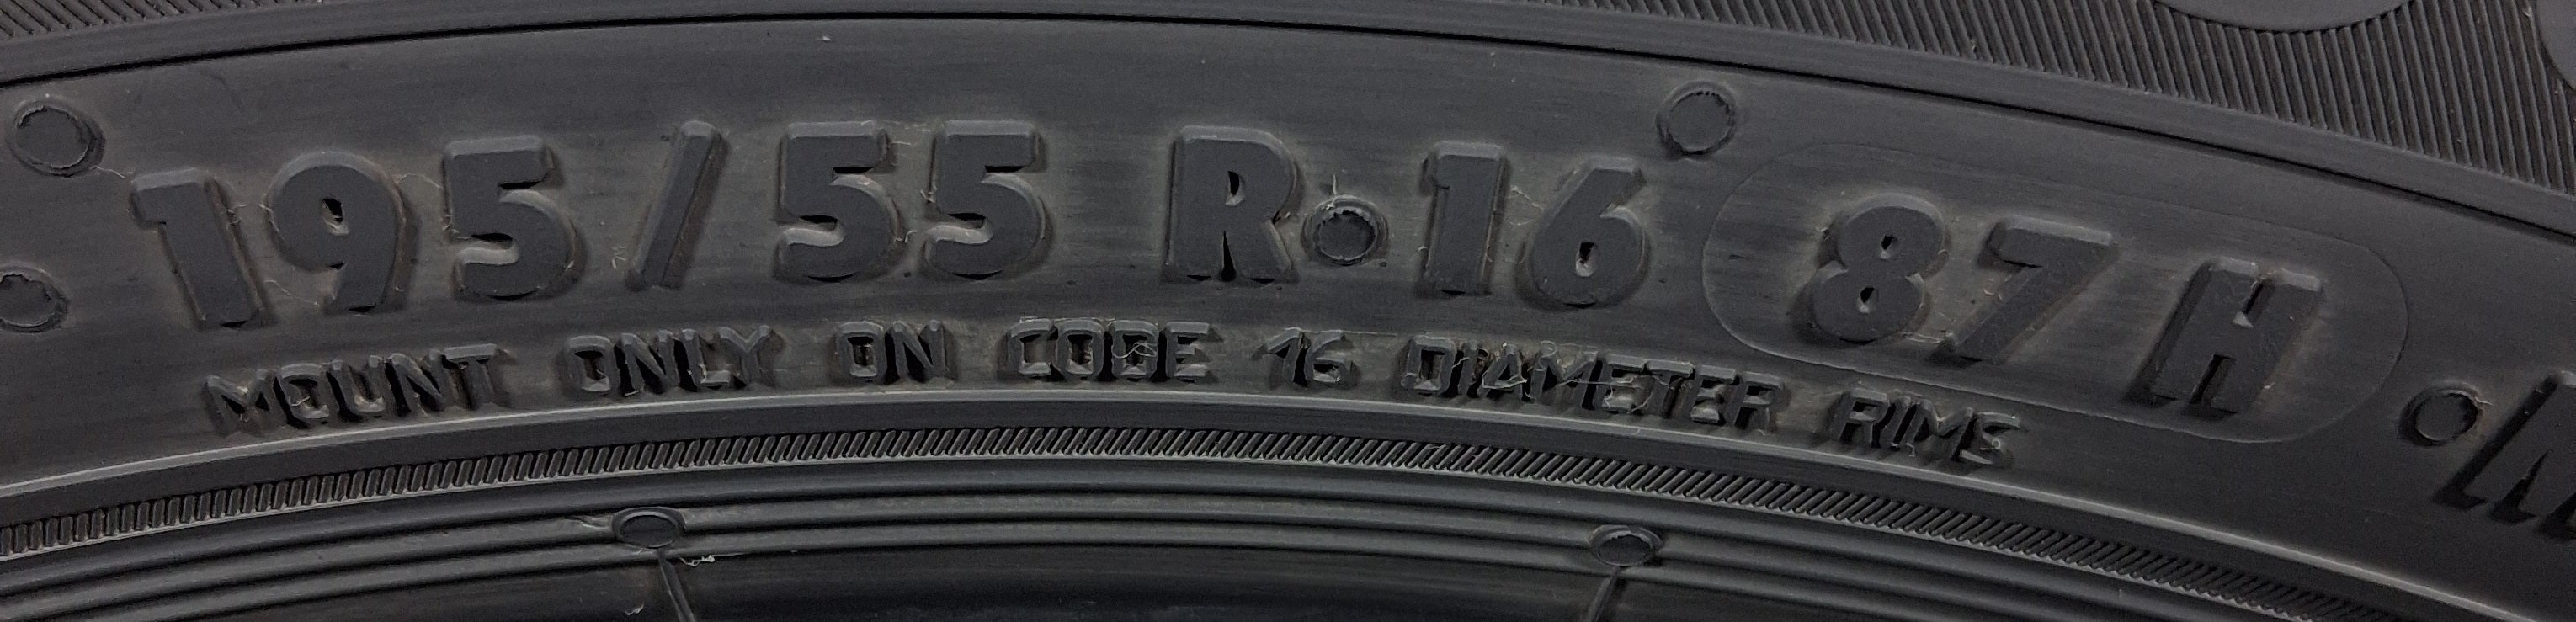 195/55 R 16 87 H
MOUNT ONLY ON CODE 16 DIAMETER RIMS